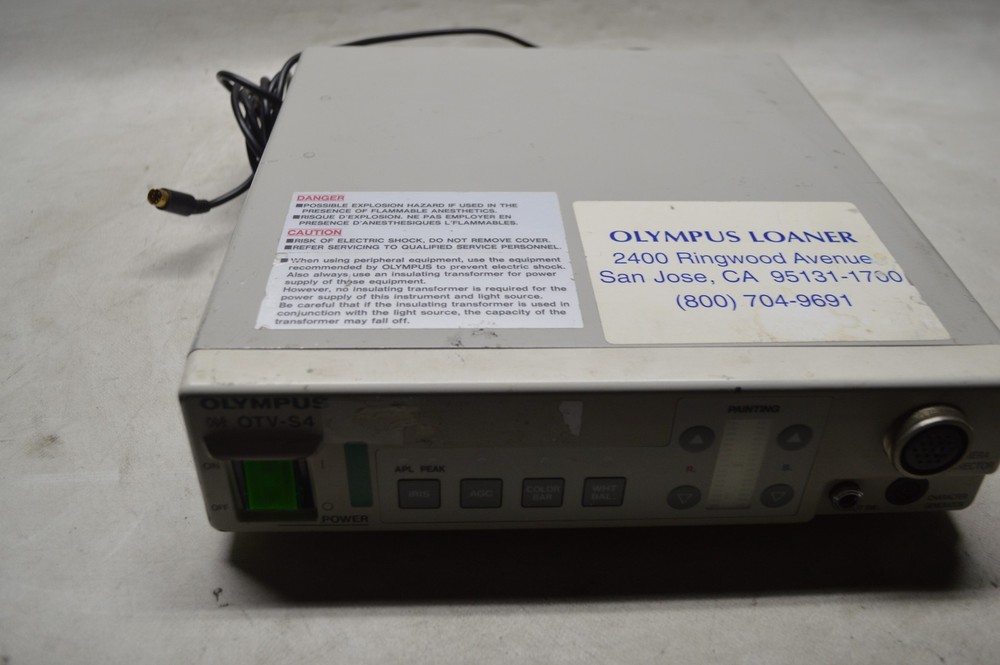 DANGER
■POSSIBLE EXPLOSION HAZARD IF USED IN THE
PRESENCE OF FLAMMABLE ANESTHETICS.
■RISQUE D'EXPLOSION. NE PAS EMPLOYER EN
PRESENCE D'ANESTHESIQUES L'FLAMMABLES.
CAUTION
■RISK OF ELECTRIC SHOCK, DO NOT REMOVE COVER.
■REFER SERVICING TO QUALIFIED SERVICE PERSONNEL.
■ When using peripheral equipment, use the equipment
recommended by OLYMPUS to prevent electric shock.
Also always use an insulating transformer for power
supply of those equipment.
However, no insulating transformer is required for the
power supply of this instrument and light source.
Be careful that if the insulating transformer is used in
conjunction with the light source, the capacity of the
transformer may fall off.
OLYMPUS LOANER
2400 Ringwood Avenue
San Jose, CA 95131-1700
(800) 704-9691
OLYMPUS
OTV-S4
ON
OFF
POWER
APL PEAK
IRIS
AGC
COLOR
BAR
WHT
BAL
PAINTING
R
B